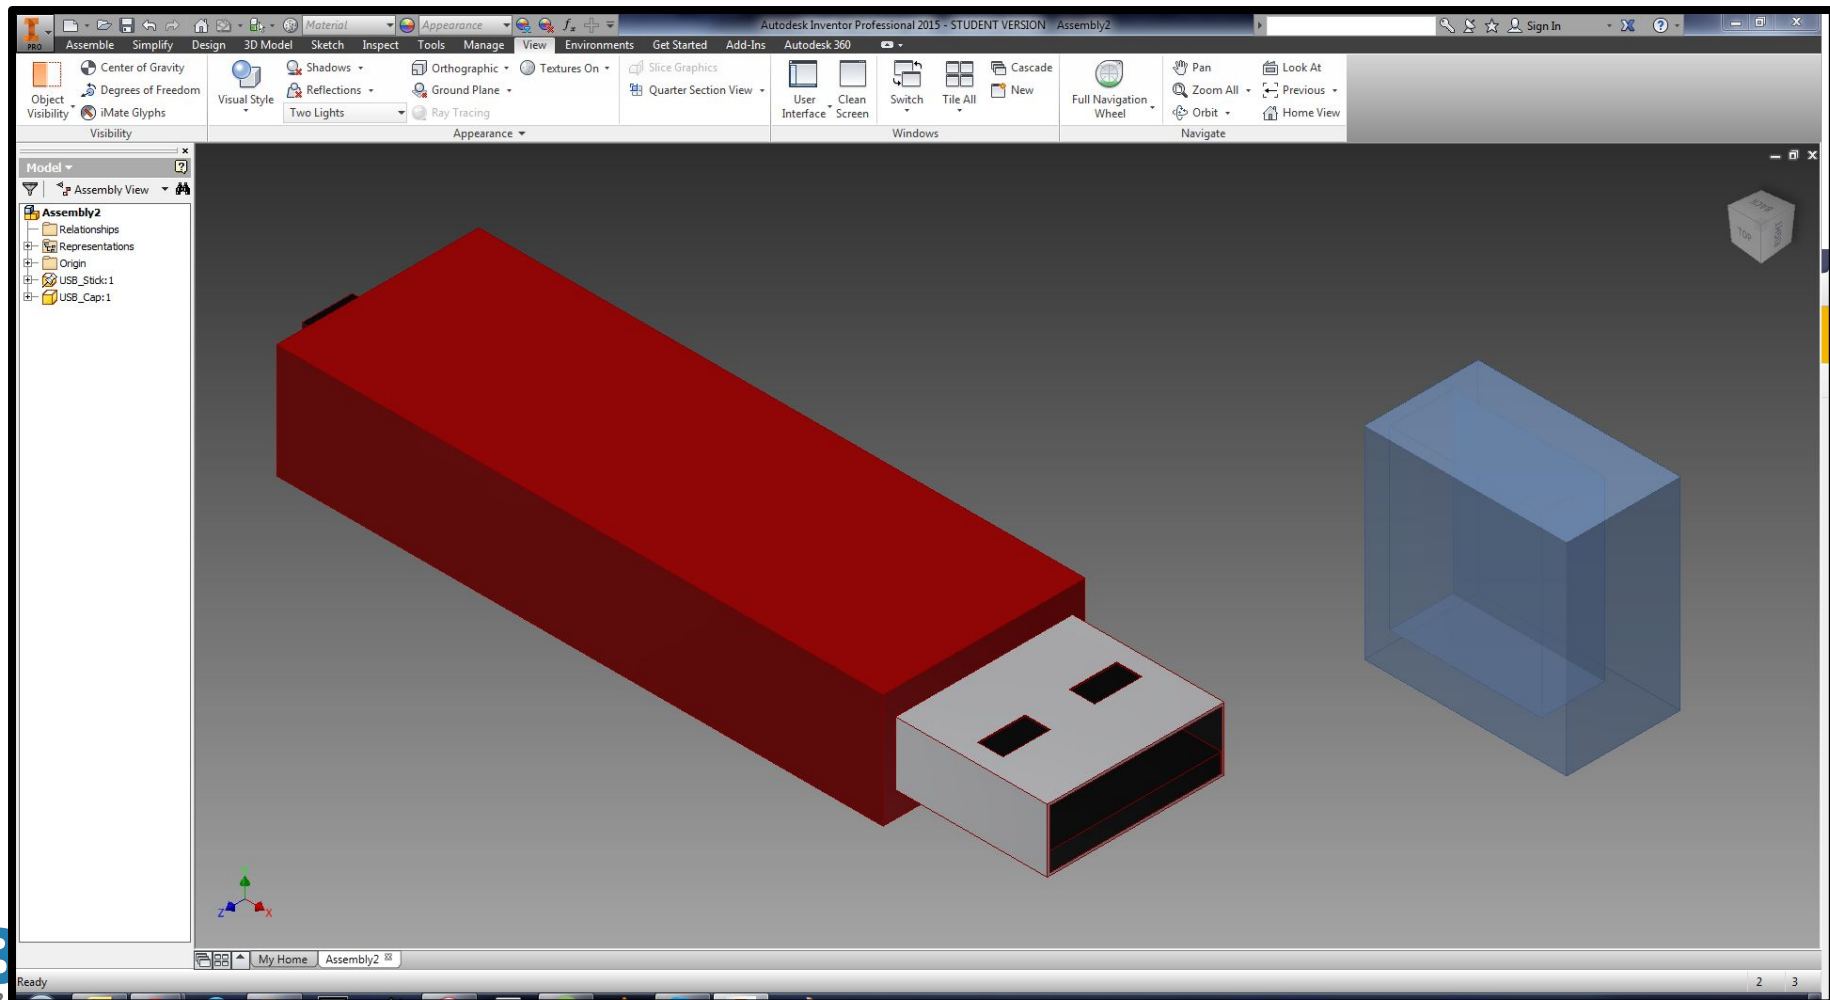 Material
Appearance
Autodesk Inventor Professional 2015 - STUDENT VERSION Assembly2
Sign In
PRO
Assemble Simplify Design 3D Model Sketch Inspect Tools Manage View Environments Get Started Add-Ins Autodesk 360
Object Visibility
Center of Gravity
Degrees of Freedom
iMate Glyphs
Visibility
Visual Style
Shadows
Reflections
Two Lights
Orthographic
Ground Plane
Ray Tracing
Textures On
Slice Graphics
Quarter Section View
Appearance
User Interface
Clean Screen
Switch
Tile All
Cascade
New
Windows
Full Navigation Wheel
Pan
Zoom All
Orbit
Look At
Previous
Home View
Navigate
Model
Assembly View
Assembly2
Relationships
Representations
Origin
USB_Stick:1
USB_Cap:1
BACK
TOP
RIGHT
Z X
My Home Assembly2
Ready
2 3